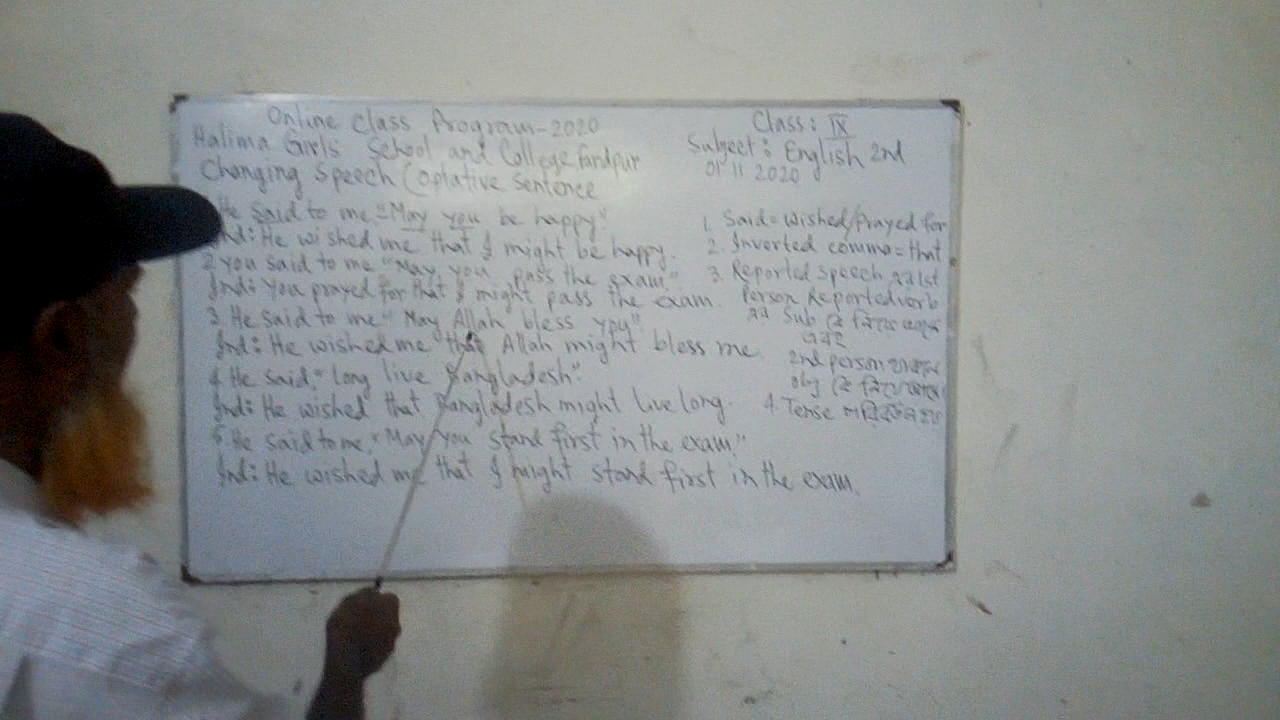 Online Class Program-2020
Halima Girls School and College faridpur
Changing Speech (optative Sentence
Class: IX
Subject: English 2nd
01 11 2020
He Said to me "May you be happy"
Ind: He wished me that I might be happy.
2. you said to me "May you pass the exam."
Ind: You prayed for that I might pass the exam.
3. He said to me "May Allah bless ypu"
Ind: He wished me that Allah might bless me.
4. He said, "Long live Bangladesh".
Ind: He wished that Bangladesh might live long.
5. He said to me, "May you stand first in the exam."
Ind: He wished me that I might stand first in the exam.
1. Said = wished/Prayed for
2. Inverted comma = that
3. Reported speech এর 1st
Person Reported verb
এর Sub
এবং
2nd person
obj
4. Tense